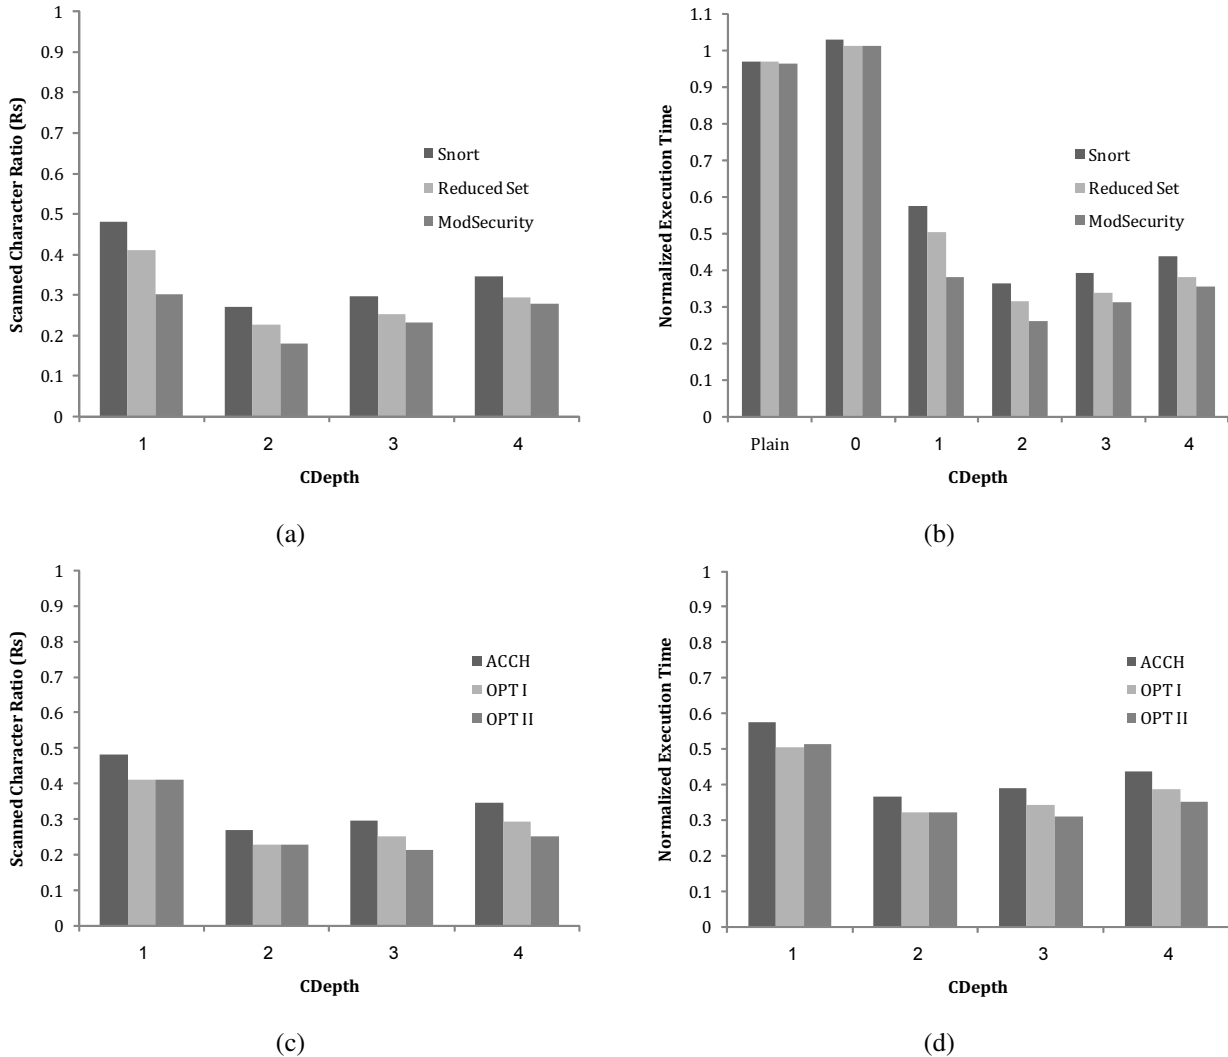 1
0.9
0.8
0.7
0.6
0.5
0.4
0.3
0.2
0.1
0
Scanned Character Ratio (Rs)
Snort
Reduced Set
ModSecurity
1 2 3 4
CDepth
(a)
1.1
1
0.9
0.8
0.7
0.6
0.5
0.4
0.3
0.2
0.1
0
Normalized Execution Time
Snort
Reduced Set
ModSecurity
Plain 0 1 2 3 4
CDepth
(b)
1
0.9
0.8
0.7
0.6
0.5
0.4
0.3
0.2
0.1
0
Scanned Character Ratio (Rs)
ACCH
OPT I
OPT II
1 2 3 4
CDepth
(c)
1
0.9
0.8
0.7
0.6
0.5
0.4
0.3
0.2
0.1
0
Normalized Execution Time
ACCH
OPT I
OPT II
1 2 3 4
CDepth
(d)